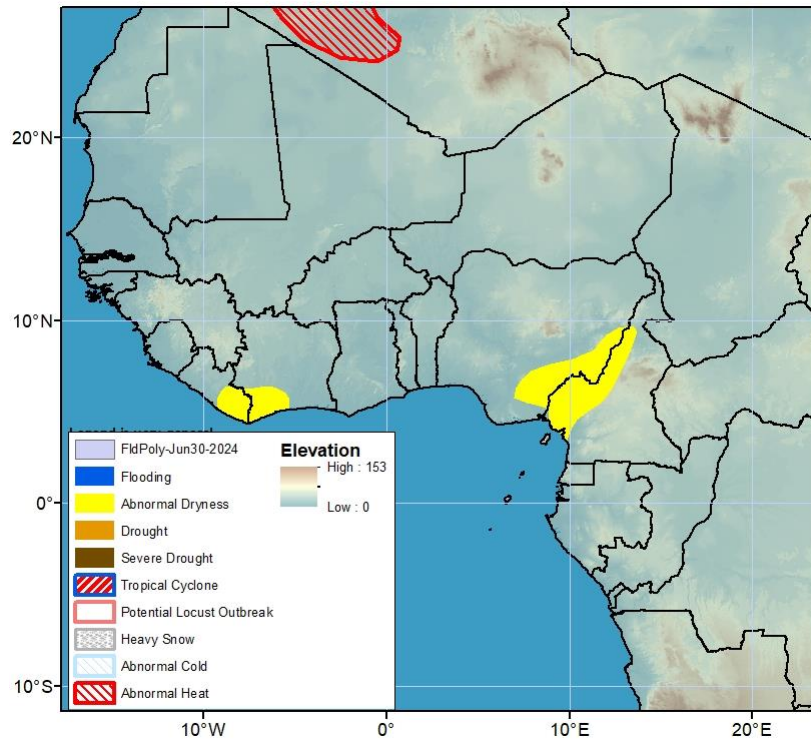 20°N
10°N
0°
10°S
10°W
0°
10°E
20°E
FldPoly-Jun30-2024
Flooding
Abnormal Dryness
Drought
Severe Drought
Tropical Cyclone
Potential Locust Outbreak
Heavy Snow
Abnormal Cold
Abnormal Heat
Elevation
High : 153
Low : 0